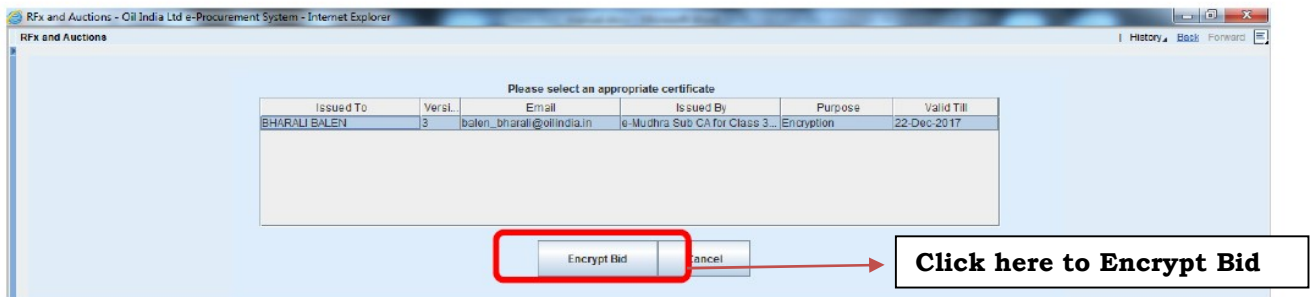 RFx and Auctions - Oil India Ltd e-Procurement System - Internet Explorer
RFx and Auctions | History Back Forward
Please select an appropriate certificate
Issued To Versi... Email Issued By Purpose Valid Till
BHARALI BALEN 3 balen_bharali@oilindia.in e-Mudhra Sub CA for Class 3... Encryption 22-Dec-2017
Encrypt Bid Cancel
Click here to Encrypt Bid